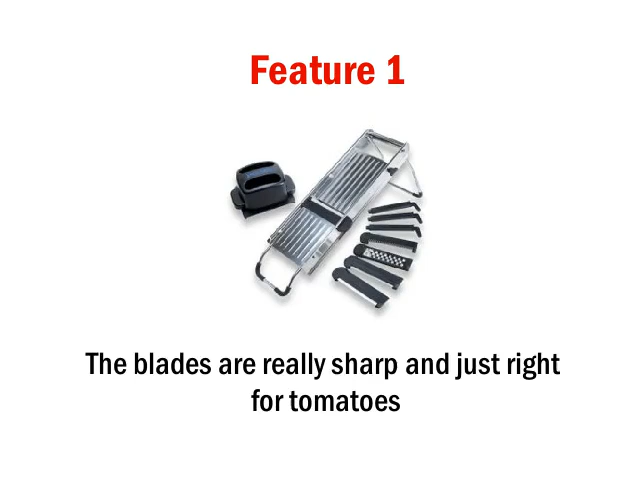 Feature 1
The blades are really sharp and just right
for tomatoes